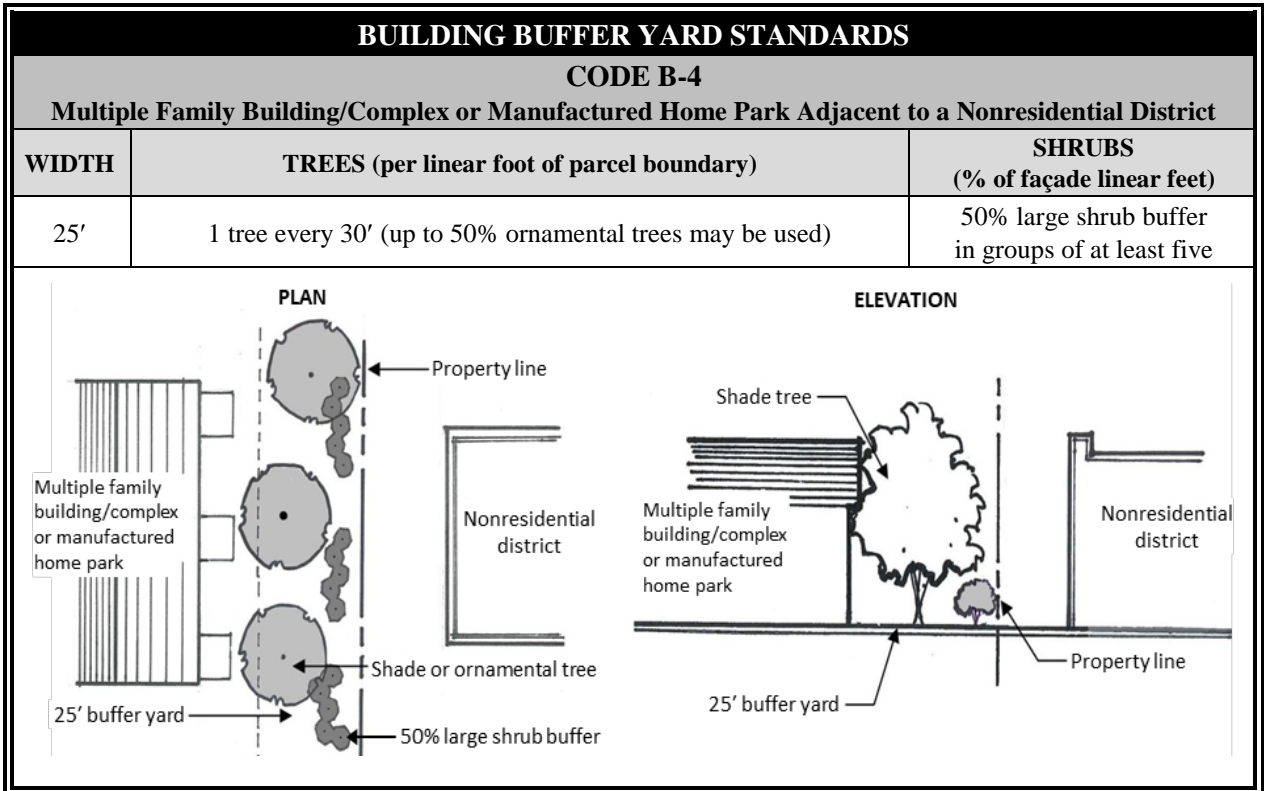 BUILDING BUFFER YARD STANDARDS
CODE B-4
Multiple Family Building/Complex or Manufactured Home Park Adjacent to a Nonresidential District
WIDTH
TREES (per linear foot of parcel boundary)
SHRUBS
(% of façade linear feet)
25′
1 tree every 30′ (up to 50% ornamental trees may be used)
50% large shrub buffer
in groups of at least five
PLAN
Property line
Multiple family
building/complex
or manufactured
home park
Nonresidential
district
Shade or ornamental tree
25′ buffer yard
50% large shrub buffer
ELEVATION
Shade tree
Multiple family
building/complex
or manufactured
home park
Nonresidential
district
Property line
25′ buffer yard